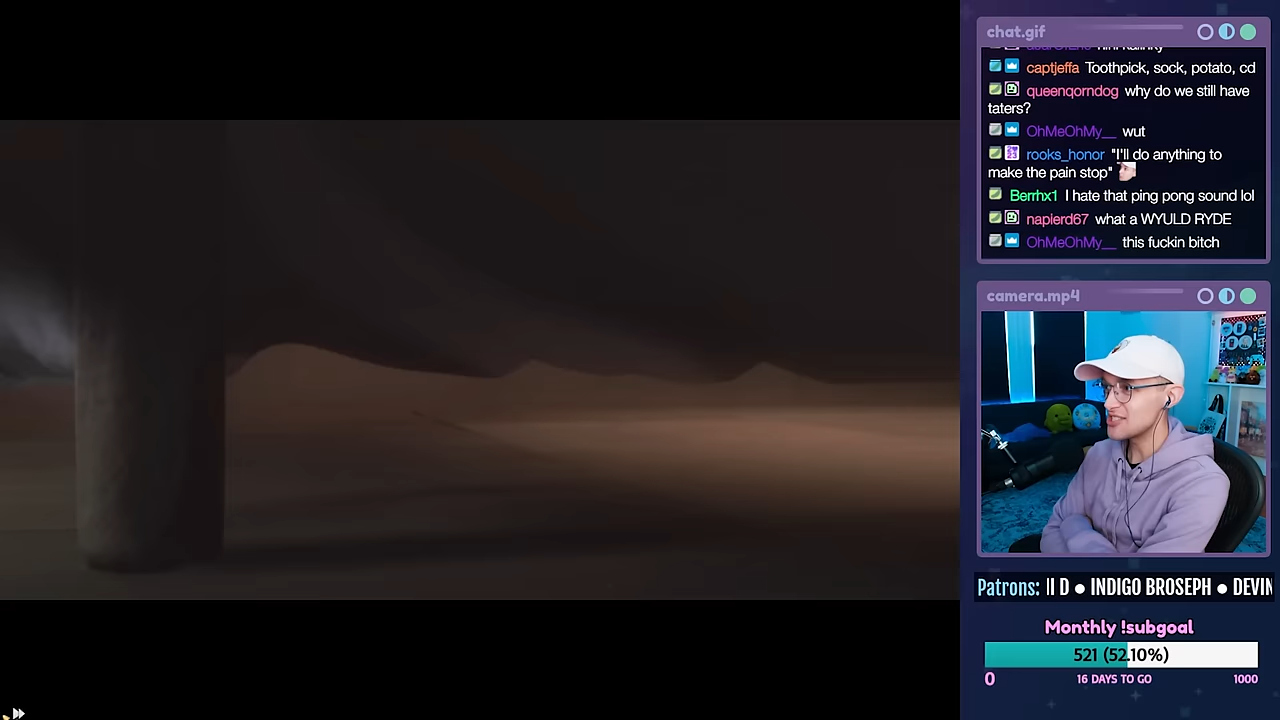 chat.gif
captjeffa Toothpick, sock, potato, cd
queenqorndog why do we still have
taters?
OhMeOhMy__ wut
rooks_honor "I'll do anything to
make the pain stop"
Berrhx1 I hate that ping pong sound lol
naplerd67 what a WYULD RYDE
OhMeOhMy__ this fuckin bitch
camera.mp4
Patrons: II D ● INDIGO BROSEPH ● DEVIN
Monthly !subgoal
521 (52.10%)
0 16 DAYS TO GO 1000